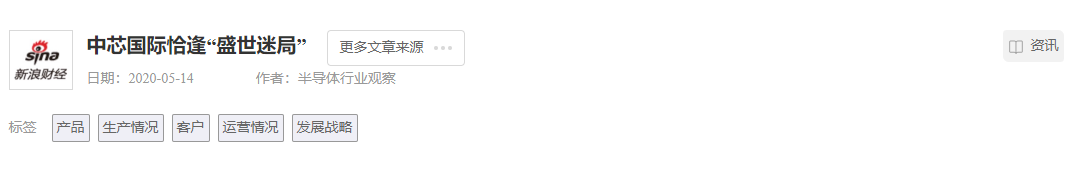 sina
新浪财经
中芯国际恰逢“盛世迷局”
更多文章来源
资讯
日期：2020-05-14 作者：半导体行业观察
标签 产品 生产情况 客户 运营情况 发展战略